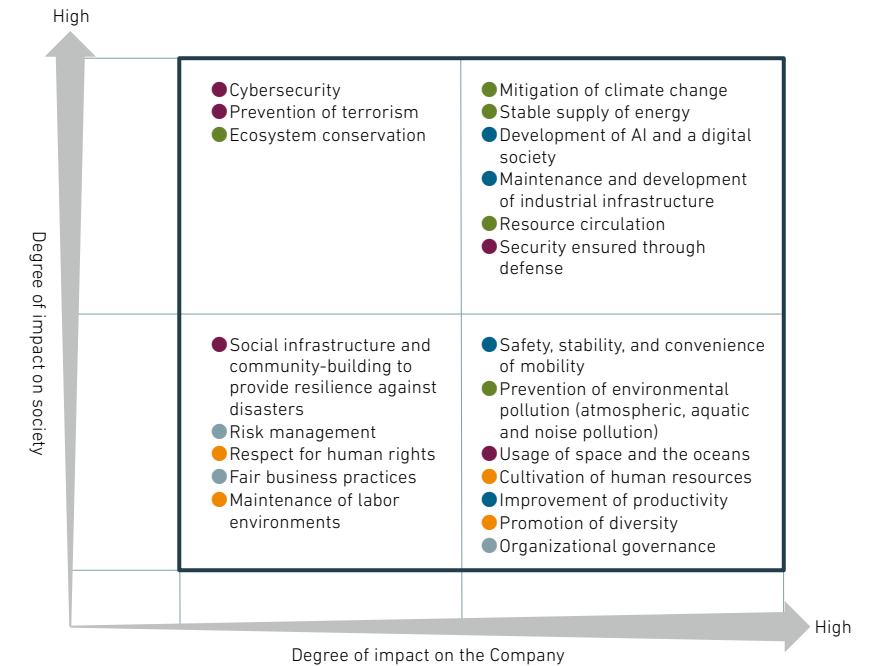 High
Cybersecurity
Prevention of terrorism
Ecosystem conservation
Mitigation of climate change
Stable supply of energy
Development of AI and a digital
society
Maintenance and development
of industrial infrastructure
Resource circulation
Security ensured through
defense
Degree of impact on society
Social infrastructure and
community-building to
provide resilience against
disasters
Risk management
Respect for human rights
Fair business practices
Maintenance of labor
environments
Safety, stability, and convenience
of mobility
Prevention of environmental
pollution (atmospheric, aquatic
and noise pollution)
Usage of space and the oceans
Cultivation of human resources
Improvement of productivity
Promotion of diversity
Organizational governance
High
Degree of impact on the Company